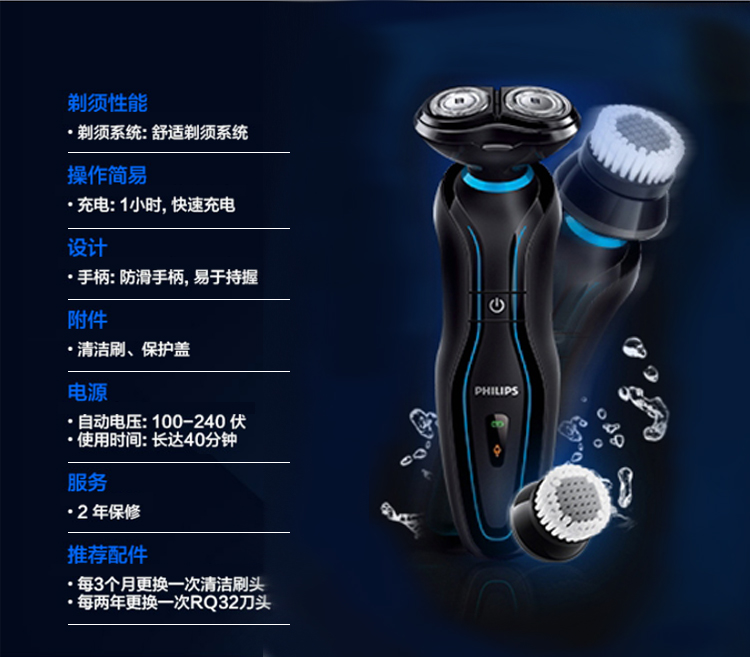 剃须性能
• 剃须系统: 舒适剃须系统
操作简易
• 充电: 1小时, 快速充电
设计
• 手柄: 防滑手柄, 易于持握
附件
• 清洁刷、保护盖
电源
• 自动电压: 100-240 伏
• 使用时间: 长达40分钟
服务
• 2 年保修
推荐配件
• 每3个月更换一次清洁刷头
• 每两年更换一次RQ32刀头
PHILIPS